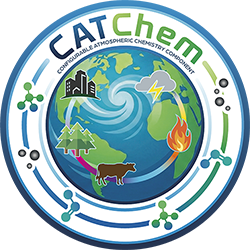 CATChem
CONFIGURABLE ATMOSPHERIC CHEMISTRY COMPONENT